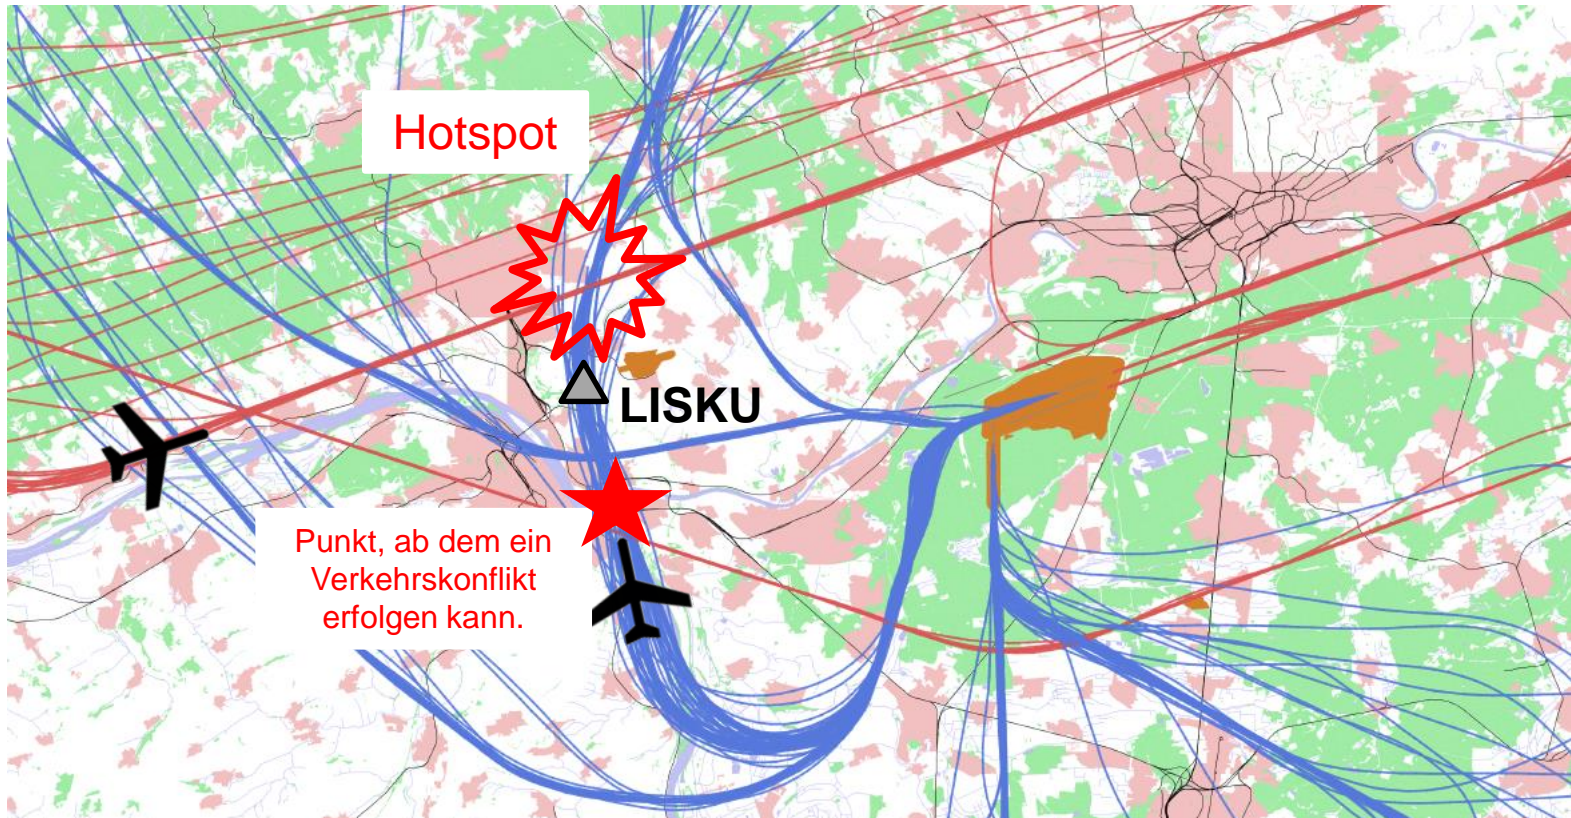 Hotspot
LISKU
Punkt, ab dem ein
Verkehrskonflikt
erfolgen kann.